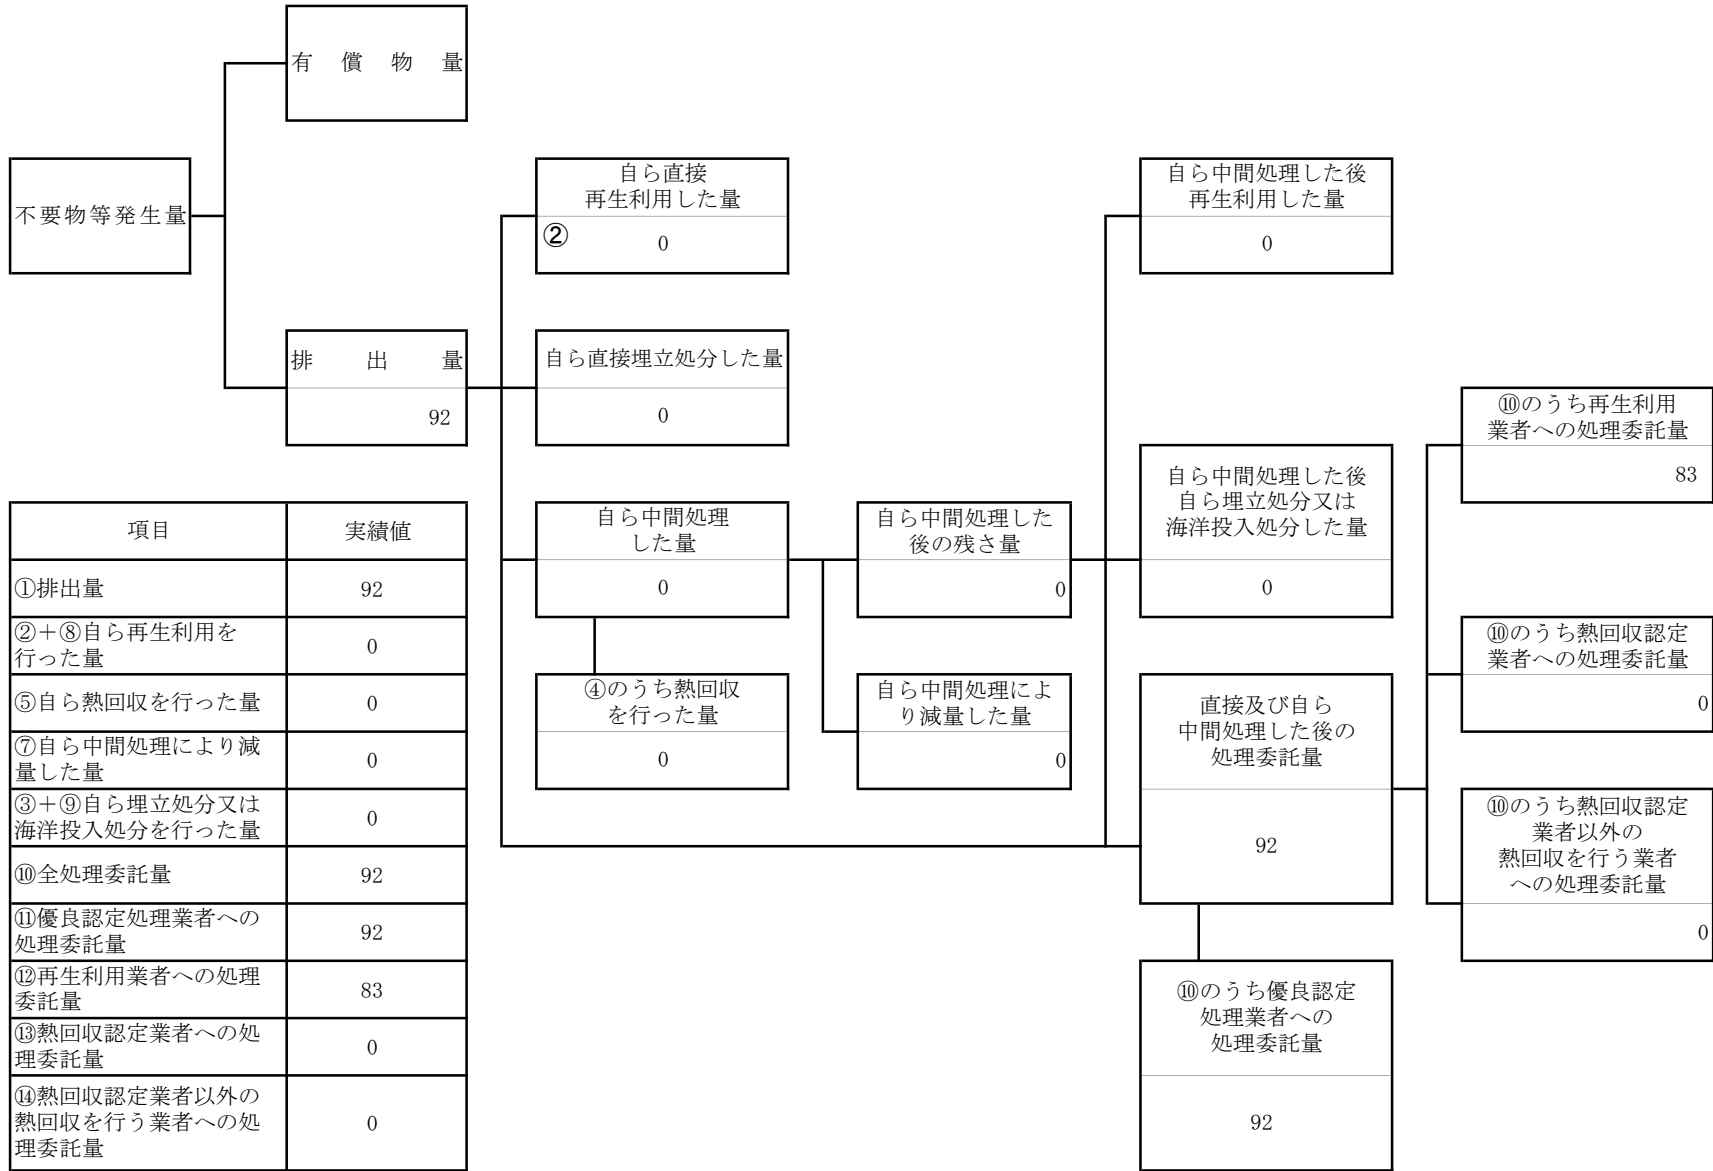 有償物量
不要物等発生量
自ら直接
再生利用した量
②
0
自ら中間処理した後
再生利用した量
0
排出量
92
自ら直接埋立処分した量
0
⑩のうち再生利用
業者への処理委託量
83
自ら中間処理した後
自ら埋立処分又は
海洋投入処分した量
0
自ら中間処理
した量
0
自ら中間処理した
後の残さ量
0
④のうち熱回収
を行った量
0
自ら中間処理によ
り減量した量
0
⑩のうち熱回収認定
業者への処理委託量
0
直接及び自ら
中間処理した後の
処理委託量
92
⑩のうち熱回収認定
業者以外の
熱回収を行う業者
への処理委託量
0
⑩のうち優良認定
処理業者への
処理委託量
92
項目 実績値
①排出量 92
②+⑧自ら再生利用を
行った量 0
⑤自ら熱回収を行った量 0
⑦自ら中間処理により減
量した量 0
③+⑨自ら埋立処分又は
海洋投入処分を行った量 0
⑩全処理委託量 92
⑪優良認定処理業者への
処理委託量 92
⑫再生利用業者への処理
委託量 83
⑬熱回収認定業者への処
理委託量 0
⑭熱回収認定業者以外の
熱回収を行う業者への処
理委託量 0